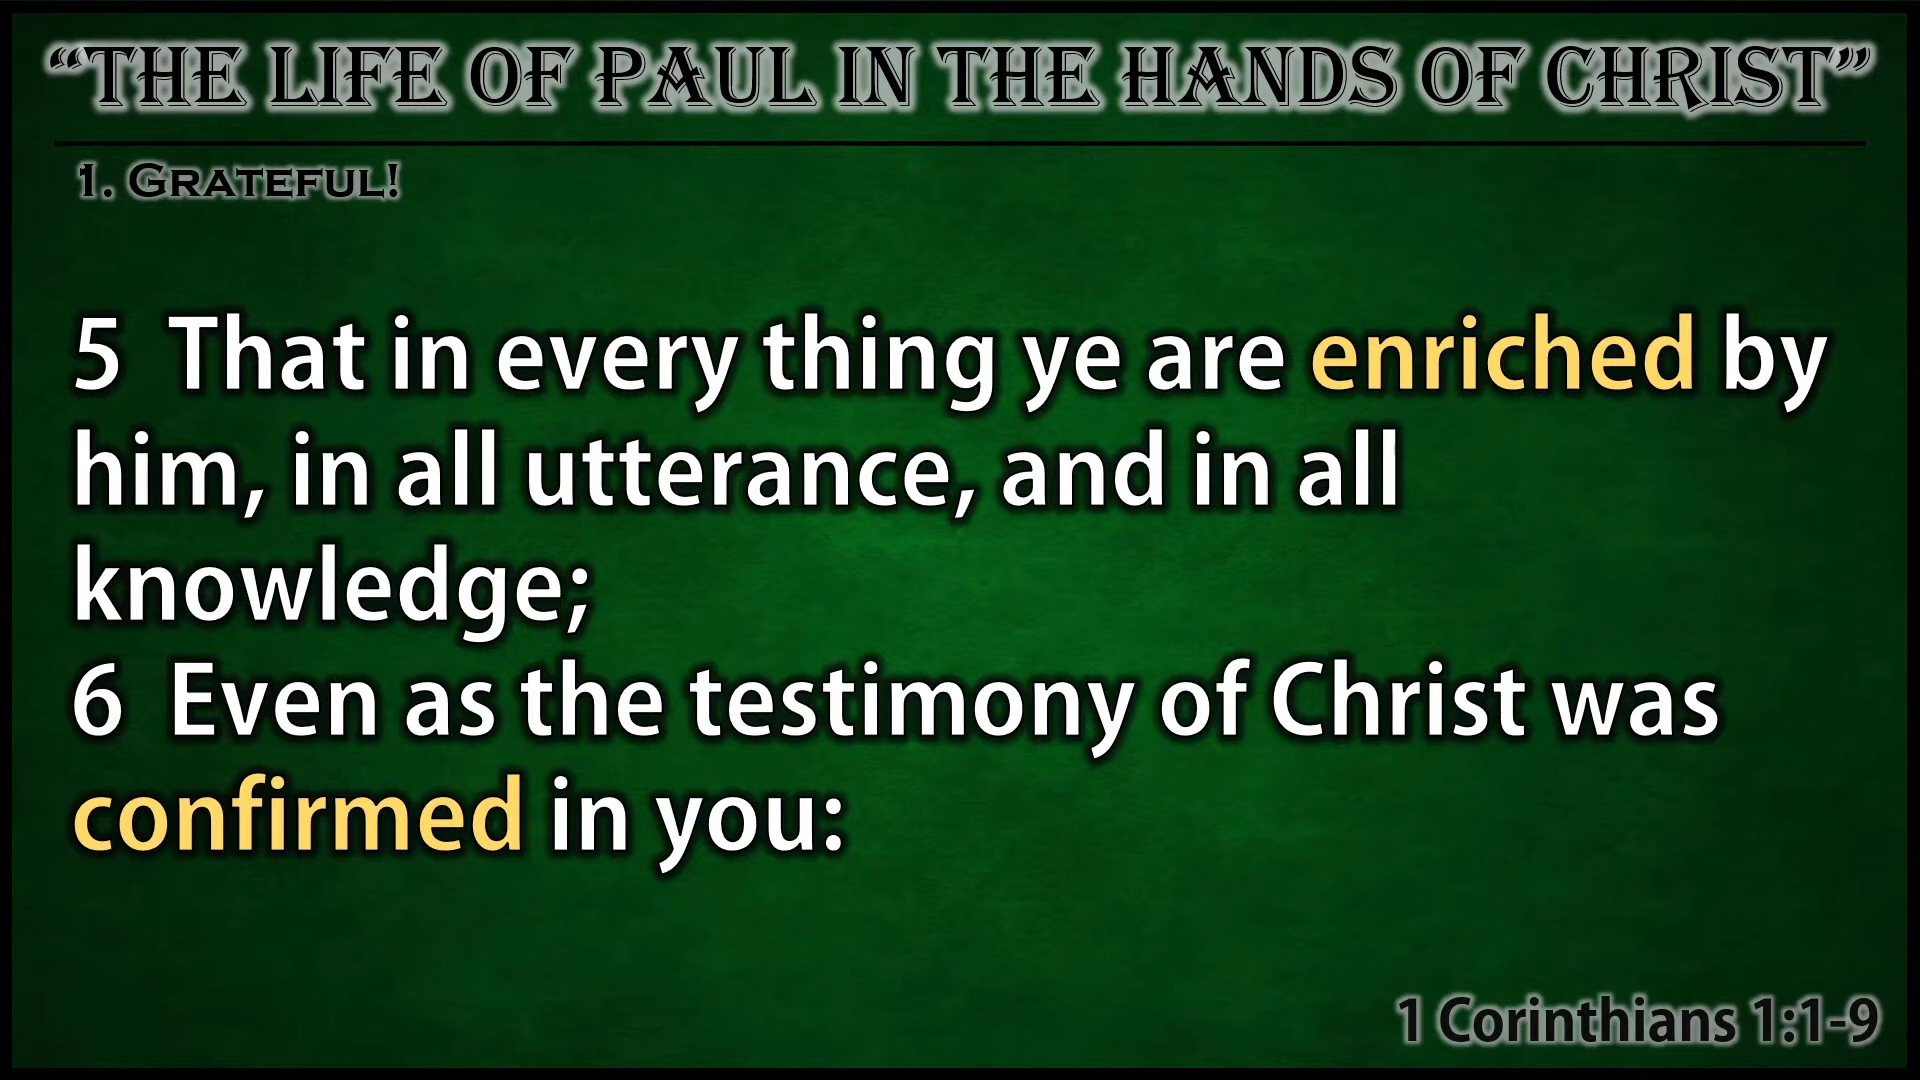 “THE LIFE OF PAUL IN THE HANDS OF CHRIST”
1. GRATEFUL!
5  That in every thing ye are enriched by
him, in all utterance, and in all
knowledge;
6  Even as the testimony of Christ was
confirmed in you:
1 Corinthians 1:1-9